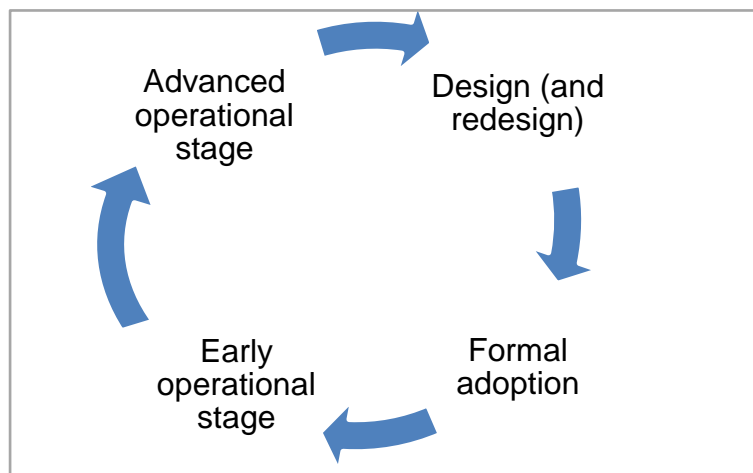 Advanced
operational
stage
Design (and
redesign)
Early
operational
stage
Formal
adoption